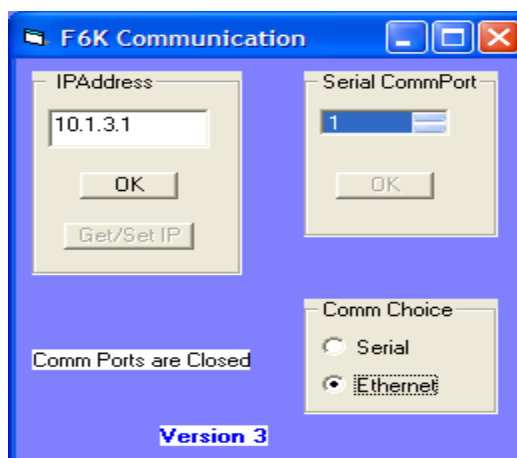 F6K Communication
IPAddress
10.1.3.1
OK
Get/Set IP
Serial CommPort
1
OK
Comm Choice
Serial
Ethernet
Comm Ports are Closed
Version 3